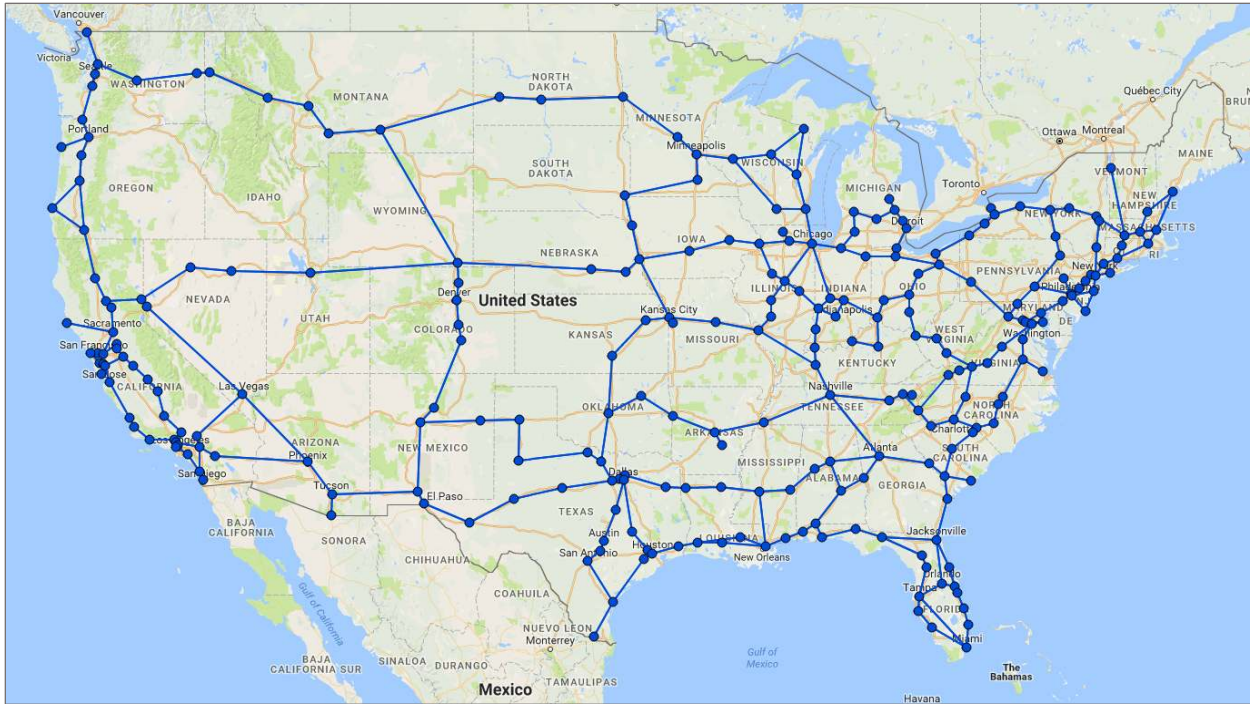 Vancouver
Victoria
Seattle
WASHINGTON
MONTANA
NORTH
DAKOTA
MINNESOTA
Québec City
Ottawa
Montreal
MAINE
Portland
Minneapolis
WISCONSIN
VERMONT
Toronto
OREGON
IDAHO
SOUTH
DAKOTA
MICHIGAN
NEW
HAMPSHIRE
WYOMING
Detroit
NEW YORK
MASSACHUSETTS
Chicago
IOWA
RI
NEBRASKA
PENNSYLVANIA
New York
NEVADA
Denver
United States
ILLINOIS
INDIANA
OHIO
Philadelphia
MARYLAND
NJ
Indianapolis
DE
Sacramento
UTAH
COLORADO
KANSAS
Kansas City
MISSOURI
WEST
VIRGINIA
Washington
San Francisco
San Jose
CALIFORNIA
KENTUCKY
VIRGINIA
Las Vegas
Nashville
TENNESSEE
OKLAHOMA
NORTH
CAROLINA
Los Angeles
ARIZONA
NEW MEXICO
ARKANSAS
Charlotte
Phoenix
Atlanta
SOUTH
CAROLINA
San Diego
Dallas
MISSISSIPPI
ALABAMA
GEORGIA
Tucson
El Paso
TEXAS
BAJA
CALIFORNIA
SONORA
Austin
Jacksonville
CHIHUAHUA
San Antonio
Houston
LOUISIANA
New Orleans
COAHUILA
Orlando
Tampa
FLORIDA
Gulf of California
NUEVO LEON
Monterrey
Gulf of
Mexico
Miami
BAJA
CALIFORNIA SUR
SINALOA
DURANGO
TAMAULIPAS
The
Bahamas
Mexico
Havana